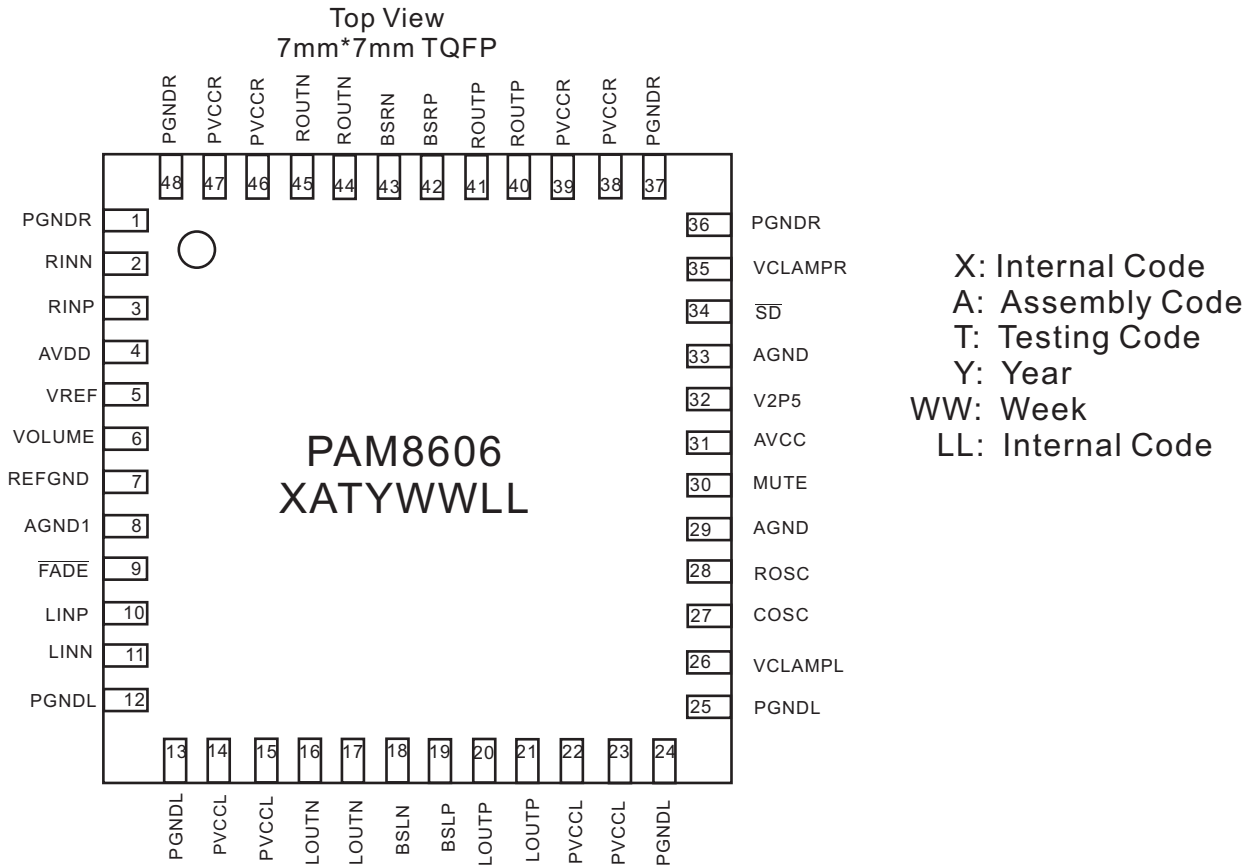 Top View
7mm*7mm TQFP
PGNDR PVCCR PVCCR ROUTN ROUTN BSRN BSRP ROUTP ROUTP PVCCR PVCCR PGNDR
48 47 46 45 44 43 42 41 40 39 38 37
PGNDR 1
RINN 2
RINP 3
AVDD 4
VREF 5
VOLUME 6
REFGND 7
AGND1 8
FADE 9
LINP 10
LINN 11
PGNDL 12
PAM8606
XATYWWLL
36 PGNDR
35 VCLAMPR
34 SD
33 AGND
32 V2P5
31 AVCC
30 MUTE
29 AGND
28 ROSC
27 COSC
26 VCLAMPL
25 PGNDL
13 14 15 16 17 18 19 20 21 22 23 24
PGNDL PVCCL PVCCL LOUTN LOUTN BSLN BSLP LOUTP LOUTP PVCCL PVCCL PGNDL
X: Internal Code
A: Assembly Code
T: Testing Code
Y: Year
WW: Week
LL: Internal Code